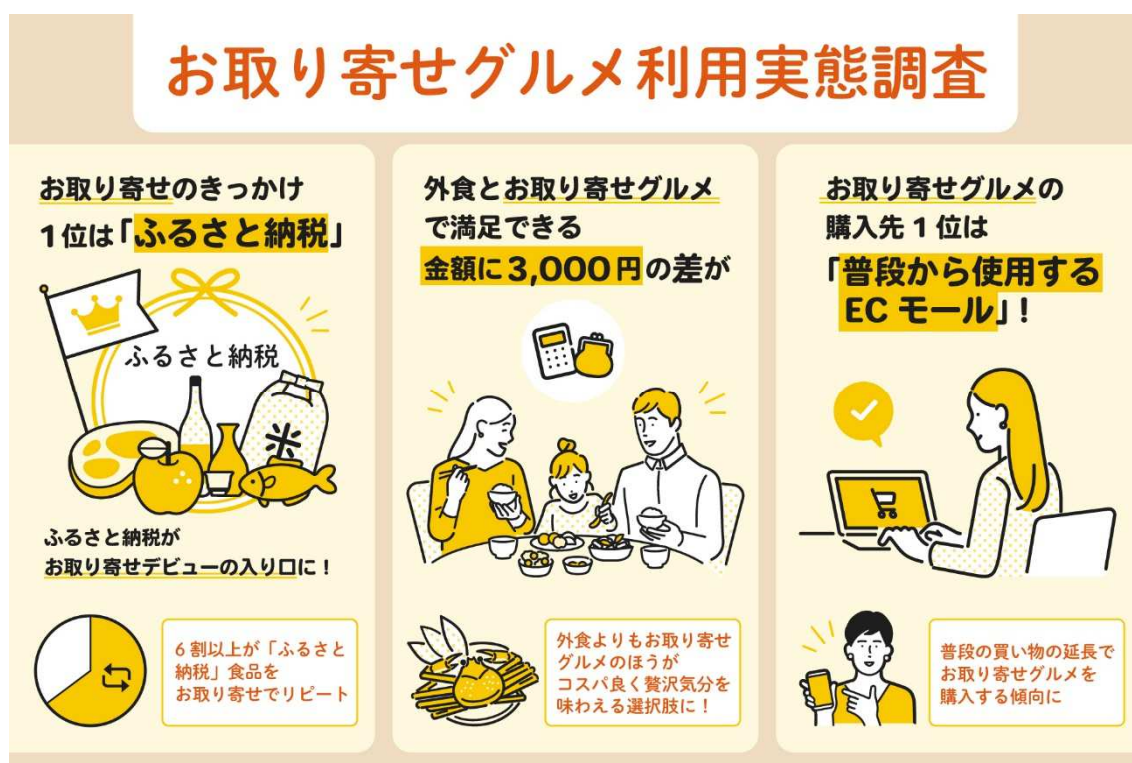 お取り寄せグルメ利用実態調査
お取り寄せのきっかけ
1位は「ふるさと納税」
ふるさと納税
米
ふるさと納税が
お取り寄せデビューの入り口に！
6割以上が「ふるさと
納税」食品を
お取り寄せでリピート
外食とお取り寄せグルメ
で満足できる
金額に3,000円の差が
外食よりもお取り寄せ
グルメのほうが
コスパ良く贅沢気分を
味わえる選択肢に！
お取り寄せグルメの
購入先1位は
「普段から使用する
ECモール」！
普段の買い物の延長で
お取り寄せグルメを
購入する傾向に